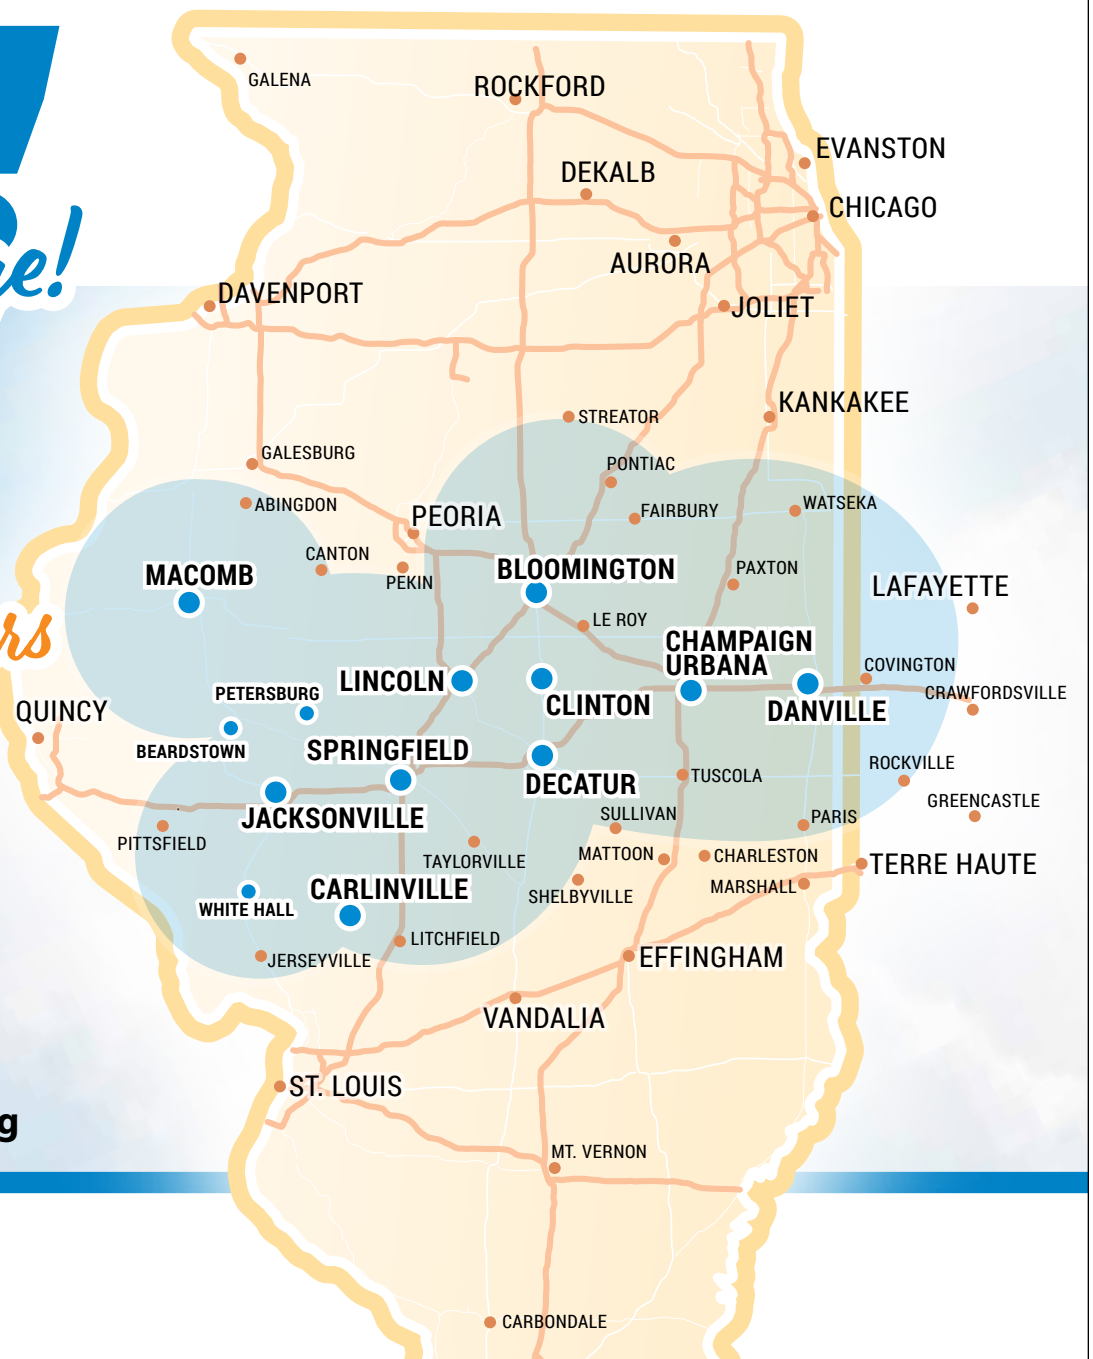 GALENA
ROCKFORD
EVANSTON
DEKALB
CHICAGO
AURORA
DAVENPORT
JOLIET
KANKAKEE
STREATOR
GALESBURG
PONTIAC
ABINGDON
WATSEKA
PEORIA
FAIRBURY
CANTON
PEKIN
MACOMB
BLOOMINGTON
PAXTON
LAFAYETTE
rs
LE ROY
CHAMPAIGN
URBANA
COVINGTON
LINCOLN
PETERSBURG
CRAWFORDSVILLE
CLINTON
DANVILLE
QUINCY
BEARDSTOWN
SPRINGFIELD
ROCKVILLE
TUSCOLA
DECATUR
GREENCASTLE
JACKSONVILLE
SULLIVAN
PARIS
PITTSFIELD
TAYLORVILLE
MATTOON
CHARLESTON
TERRE HAUTE
MARSHALL
CARLINVILLE
SHELBYVILLE
WHITE HALL
LITCHFIELD
JERSEYVILLE
EFFINGHAM
VANDALIA
ST. LOUIS
g
MT. VERNON
CARBONDALE